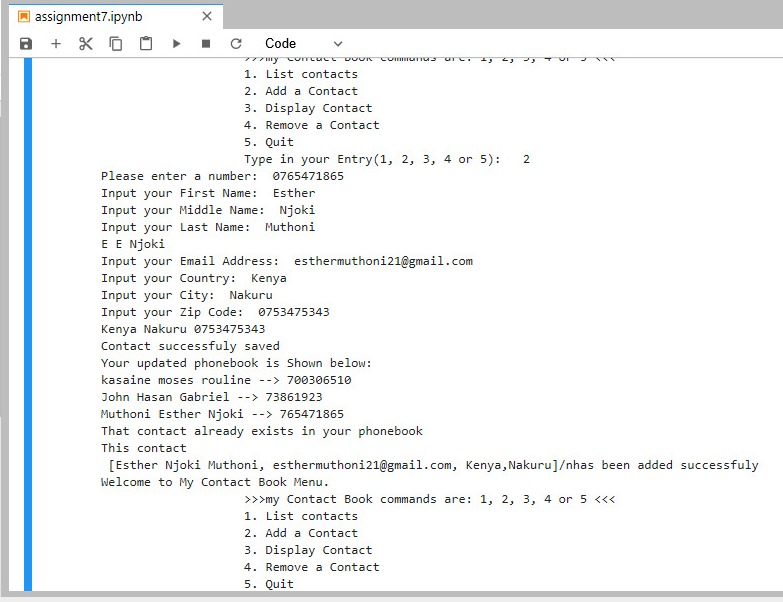 assignment7.ipynb
Code
>>>my Contact Book commands are: 1, 2, 3, 4 or 5 <<<
1. List contacts
2. Add a Contact
3. Display Contact
4. Remove a Contact
5. Quit
Type in your Entry(1, 2, 3, 4 or 5):   2
Please enter a number:  0765471865
Input your First Name:  Esther
Input your Middle Name:  Njoki
Input your Last Name:  Muthoni
E E Njoki
Input your Email Address:  esthermuthoni21@gmail.com
Input your Country:  Kenya
Input your City:  Nakuru
Input your Zip Code:  0753475343
Kenya Nakuru 0753475343
Contact successfuly saved
Your updated phonebook is Shown below:
kasaine moses rouline --> 700306510
John Hasan Gabriel --> 73861923
Muthoni Esther Njoki --> 765471865
That contact already exists in your phonebook
This contact
[Esther Njoki Muthoni, esthermuthoni21@gmail.com, Kenya,Nakuru]/nhas been added successfuly
Welcome to My Contact Book Menu.
>>>my Contact Book commands are: 1, 2, 3, 4 or 5 <<<
1. List contacts
2. Add a Contact
3. Display Contact
4. Remove a Contact
5. Quit